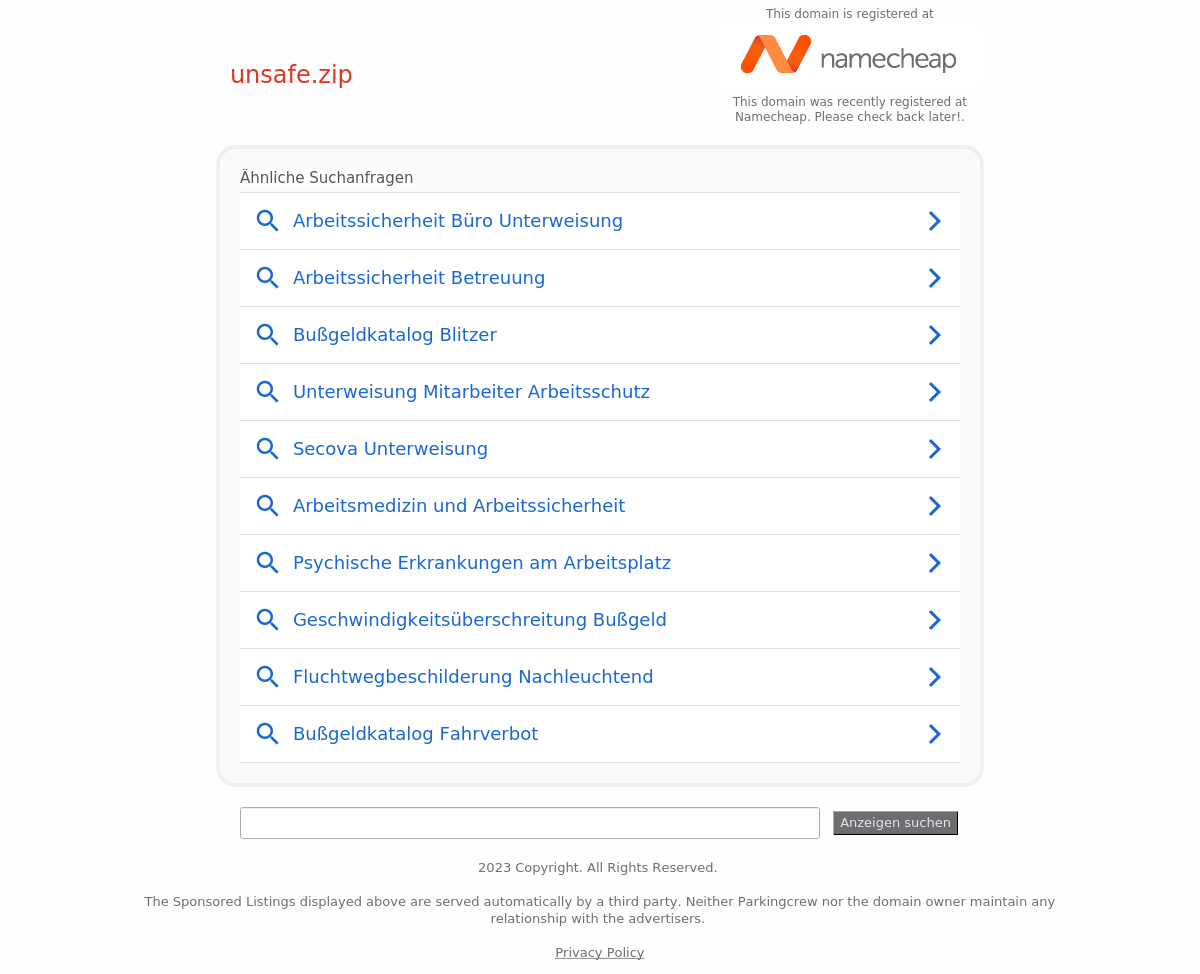 This domain is registered at
namecheap
unsafe.zip
This domain was recently registered at
Namecheap. Please check back later!.
Ähnliche Suchanfragen
Arbeitssicherheit Büro Unterweisung
Arbeitssicherheit Betreuung
Bußgeldkatalog Blitzer
Unterweisung Mitarbeiter Arbeitsschutz
Secova Unterweisung
Arbeitsmedizin und Arbeitssicherheit
Psychische Erkrankungen am Arbeitsplatz
Geschwindigkeitsüberschreitung Bußgeld
Fluchtwegbeschilderung Nachleuchtend
Bußgeldkatalog Fahrverbot
Anzeigen suchen
2023 Copyright. All Rights Reserved.
The Sponsored Listings displayed above are served automatically by a third party. Neither Parkingcrew nor the domain owner maintain any
relationship with the advertisers.
Privacy Policy